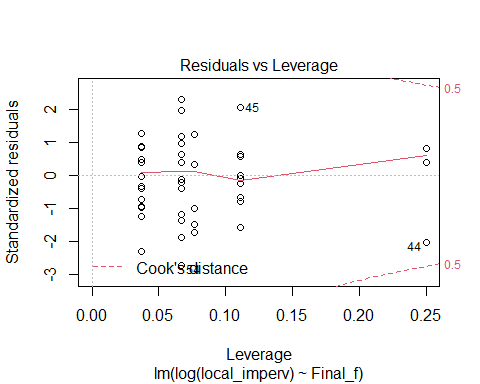 Residuals vs Leverage
Standardized residuals
2
1
0
-1
-2
-3
0.5
0.5
45
44
Cook's distance
0.00 0.05 0.10 0.15 0.20 0.25
Leverage
lm(log(local_imperv) ~ Final_f)